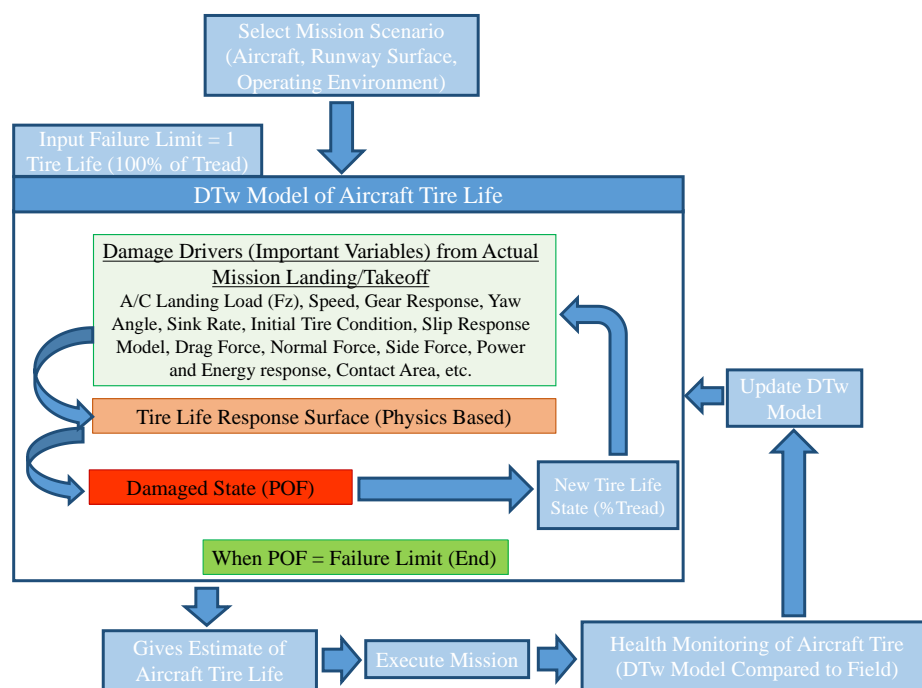 Select Mission Scenario
(Aircraft, Runway Surface,
Operating Environment)
Input Failure Limit = 1
Tire Life (100% of Tread)
DTw Model of Aircraft Tire Life
Damage Drivers (Important Variables) from Actual
Mission Landing/Takeoff
A/C Landing Load (Fz), Speed, Gear Response, Yaw
Angle, Sink Rate, Initial Tire Condition, Slip Response
Model, Drag Force, Normal Force, Side Force, Power
and Energy response, Contact Area, etc.
Tire Life Response Surface (Physics Based)
Damaged State (POF)
New Tire Life
State (%Tread)
When POF = Failure Limit (End)
Update DTw
Model
Gives Estimate of
Aircraft Tire Life
Execute Mission
Health Monitoring of Aircraft Tire
(DTw Model Compared to Field)